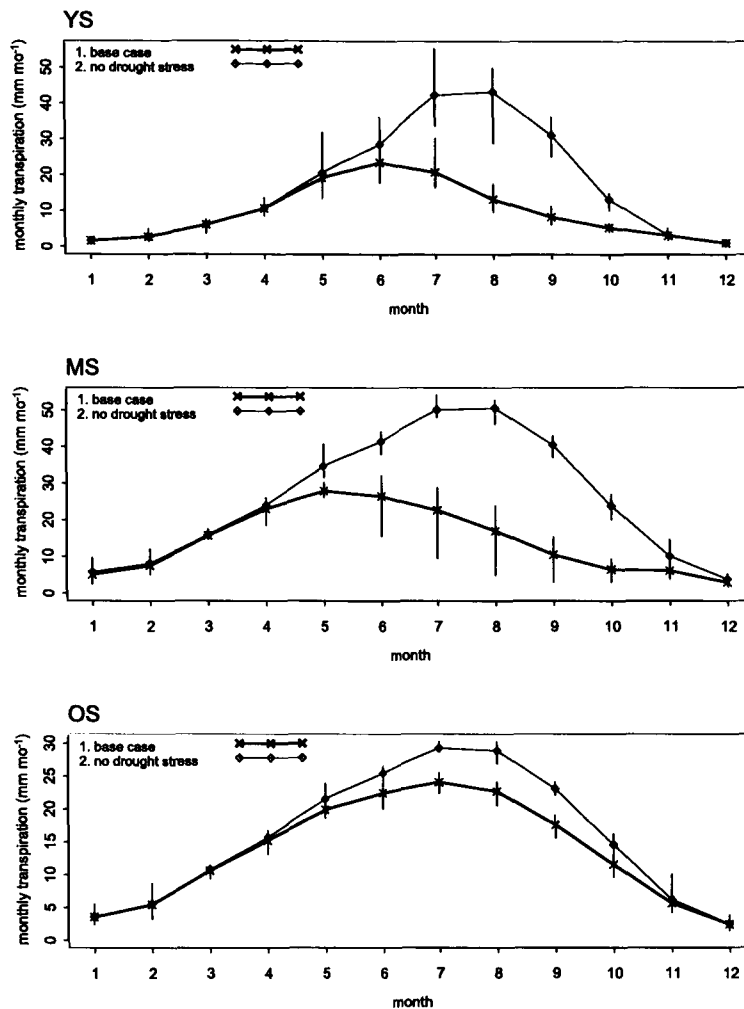 YS
1. base case
2. no drought stress
monthly transpiration (mm mo⁻¹)
50
40
30
20
10
0
1 2 3 4 5 6 7 8 9 10 11 12
month
MS
1. base case
2. no drought stress
monthly transpiration (mm mo⁻¹)
50
40
30
20
10
0
1 2 3 4 5 6 7 8 9 10 11 12
month
OS
1. base case
2. no drought stress
monthly transpiration (mm mo⁻¹)
30
25
20
15
10
5
0
1 2 3 4 5 6 7 8 9 10 11 12
month